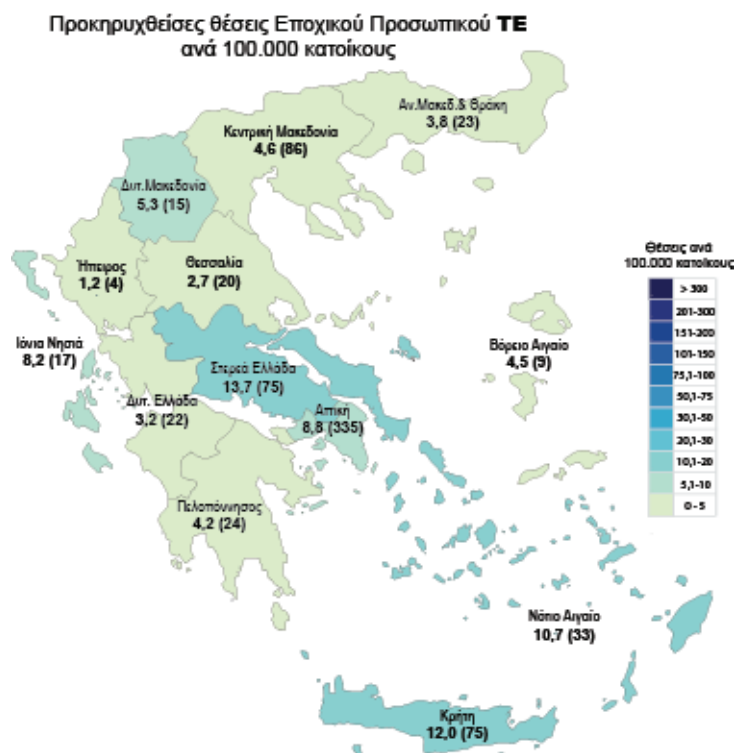 Προκηρυχθείσες θέσεις Εποχικού Προσωπικού ΤΕ
ανά 100.000 κατοίκους
Αν.Μακεδ.& Θράκη
3,8 (23)
Κεντρική Μακεδονία
4,6 (86)
Δυτ.Μακεδονία
5,3 (15)
Ήπειρος
1,2 (4)
Θεσσαλία
2,7 (20)
Ιόνια Νησιά
8,2 (17)
Στερεά Ελλάδα
13,7 (75)
Βόρειο Αιγαίο
4,5 (9)
Δυτ. Ελλάδα
3,2 (22)
Αττική
8,8 (335)
Πελοπόννησος
4,2 (24)
Νότιο Αιγαίο
10,7 (33)
Κρήτη
12,0 (75)
Θέσεις ανά
100.000 κατοίκους
> 300
201-300
151-200
101-150
75,1-100
50,1-75
30,1-50
20,1-30
10,1-20
5,1-10
0 - 5